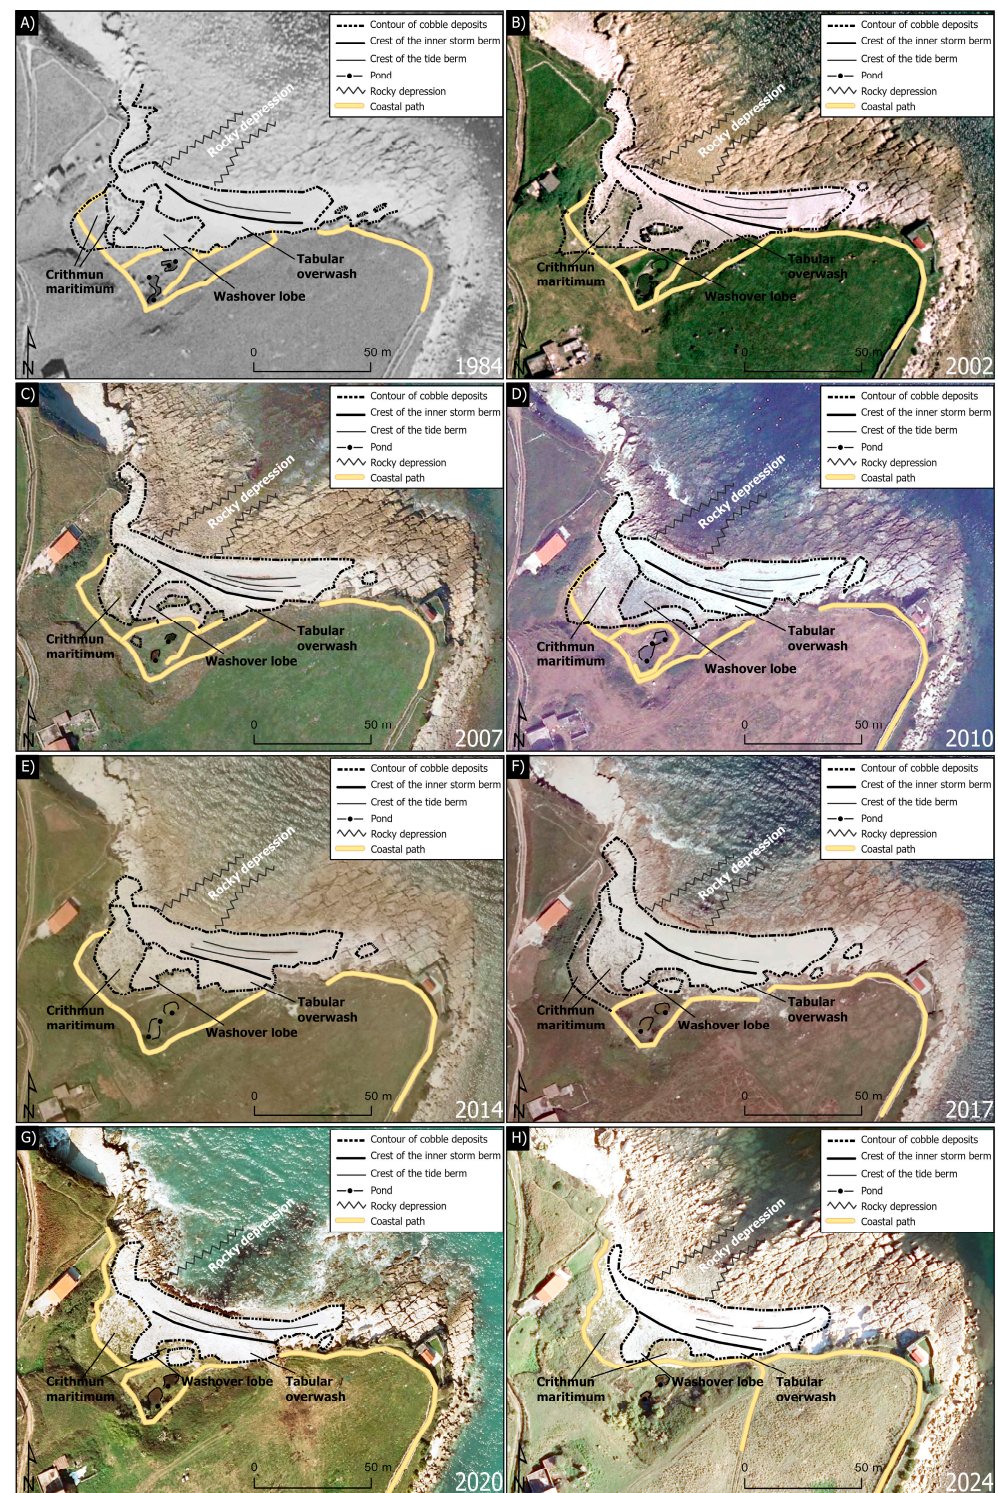 A)
Contour of cobble deposits
Crest of the inner storm berm
Crest of the tide berm
Pond
Rocky depression
Coastal path
Rocky depression
Crithmun
maritimum
Tabular
overwash
Washover lobe
N
0 50 m
1984
B)
Contour of cobble deposits
Crest of the inner storm berm
Crest of the tide berm
Pond
Rocky depression
Coastal path
Rocky depression
Crithmun
maritimum
Tabular
overwash
Washover lobe
N
0 50 m
2002
C)
Contour of cobble deposits
Crest of the inner storm berm
Crest of the tide berm
Pond
Rocky depression
Coastal path
Rocky depression
Crithmun
maritimum
Tabular
overwash
Washover lobe
N
0 50 m
2007
D)
Contour of cobble deposits
Crest of the inner storm berm
Crest of the tide berm
Pond
Rocky depression
Coastal path
Rocky depression
Crithmun
maritimum
Tabular
overwash
Washover lobe
N
0 50 m
2010
E)
Contour of cobble deposits
Crest of the inner storm berm
Crest of the tide berm
Pond
Rocky depression
Coastal path
Rocky depression
Crithmun
maritimum
Tabular
overwash
Washover lobe
N
0 50 m
2014
F)
Contour of cobble deposits
Crest of the inner storm berm
Crest of the tide berm
Pond
Rocky depression
Coastal path
Rocky depression
Crithmun
maritimum
Washover lobe
Tabular
overwash
N
0 50 m
2017
G)
Contour of cobble deposits
Crest of the inner storm berm
Crest of the tide berm
Pond
Rocky depression
Coastal path
Rocky depression
Crithmun
maritimum
Washover lobe
Tabular
overwash
N
0 50 m
2020
H)
Contour of cobble deposits
Crest of the inner storm berm
Crest of the tide berm
Pond
Rocky depression
Coastal path
Rocky depression
Crithmun
maritimum
Washover lobe
Tabular
overwash
N
0 50 m
2024